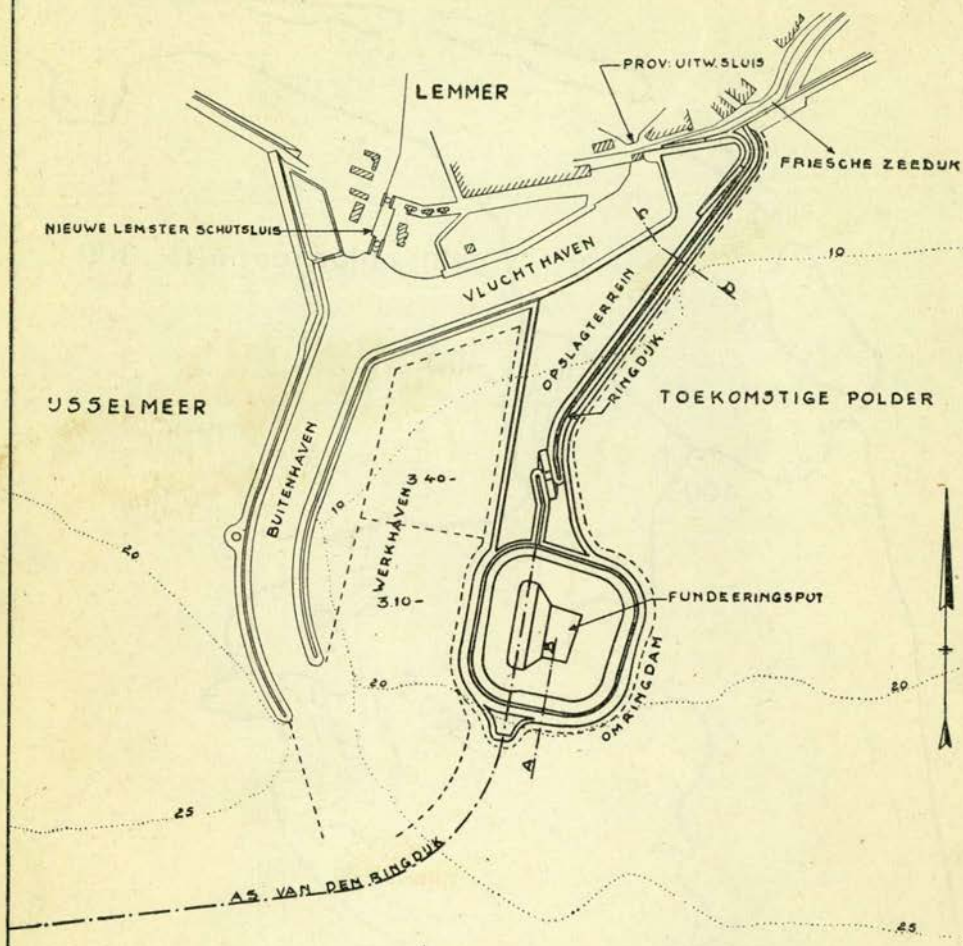 PROV: UITW. SLUIS
LEMMER
FRIESCHE ZEEDIJK
NIEUWE LEMSTER SCHUTSLUIS
VLUCHTHAVEN
10
OPSLAGTERREIN
RINGDIJK
IJSSELMEER
TOEKOMSTIGE POLDER
BUITENHAVEN
WERKHAVEN
3.40-
10
20
3.10-
FUNDEERINGSPUT
B
20
20
OMRINGDAM
A
25
AS VAN DEN RINGDIJK
25